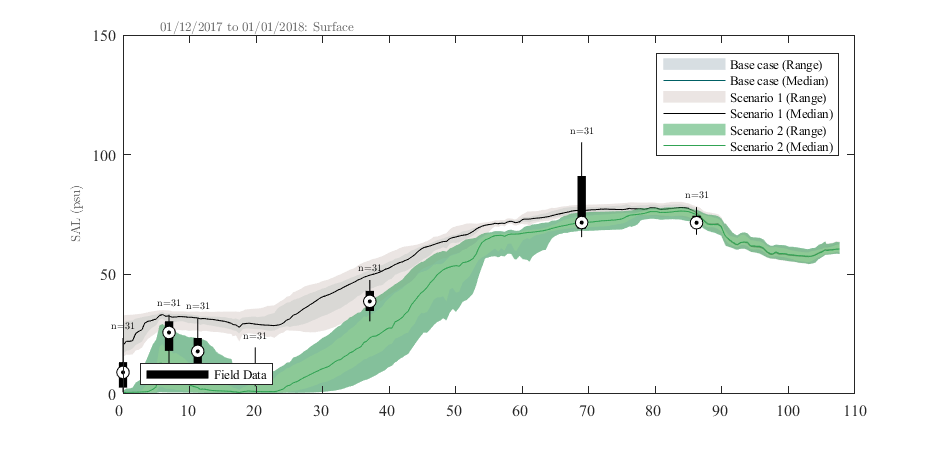 01/12/2017 to 01/01/2018: Surface
150
100
50
0
SAL (psu)
Base case (Range)
Base case (Median)
Scenario 1 (Range)
Scenario 1 (Median)
Scenario 2 (Range)
Scenario 2 (Median)
n=31
n=31
n=31
n=31
n=31
n=31
n=31
Field Data
0 10 20 30 40 50 60 70 80 90 100 110